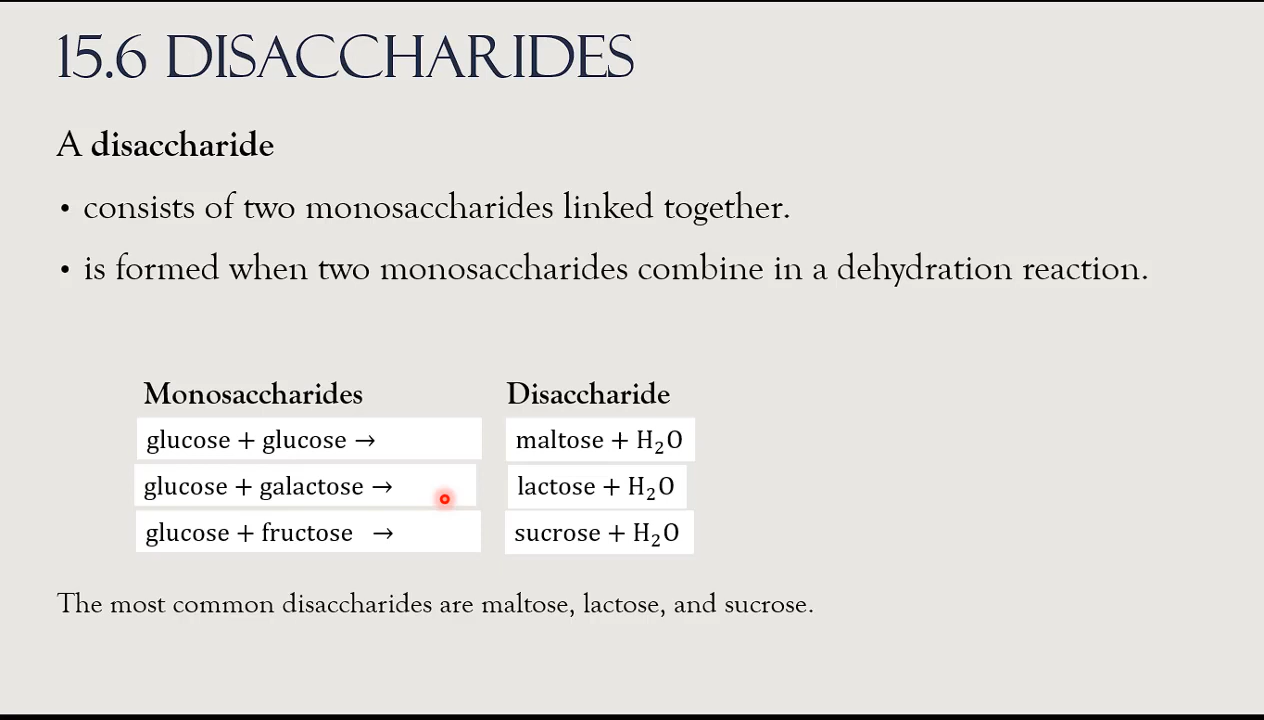 15.6 DISACCHARIDES
A disaccharide
• consists of two monosaccharides linked together.
• is formed when two monosaccharides combine in a dehydration reaction.
Monosaccharides Disaccharide
glucose + glucose → maltose + H₂O
glucose + galactose → lactose + H₂O
glucose + fructose → sucrose + H₂O
The most common disaccharides are maltose, lactose, and sucrose.